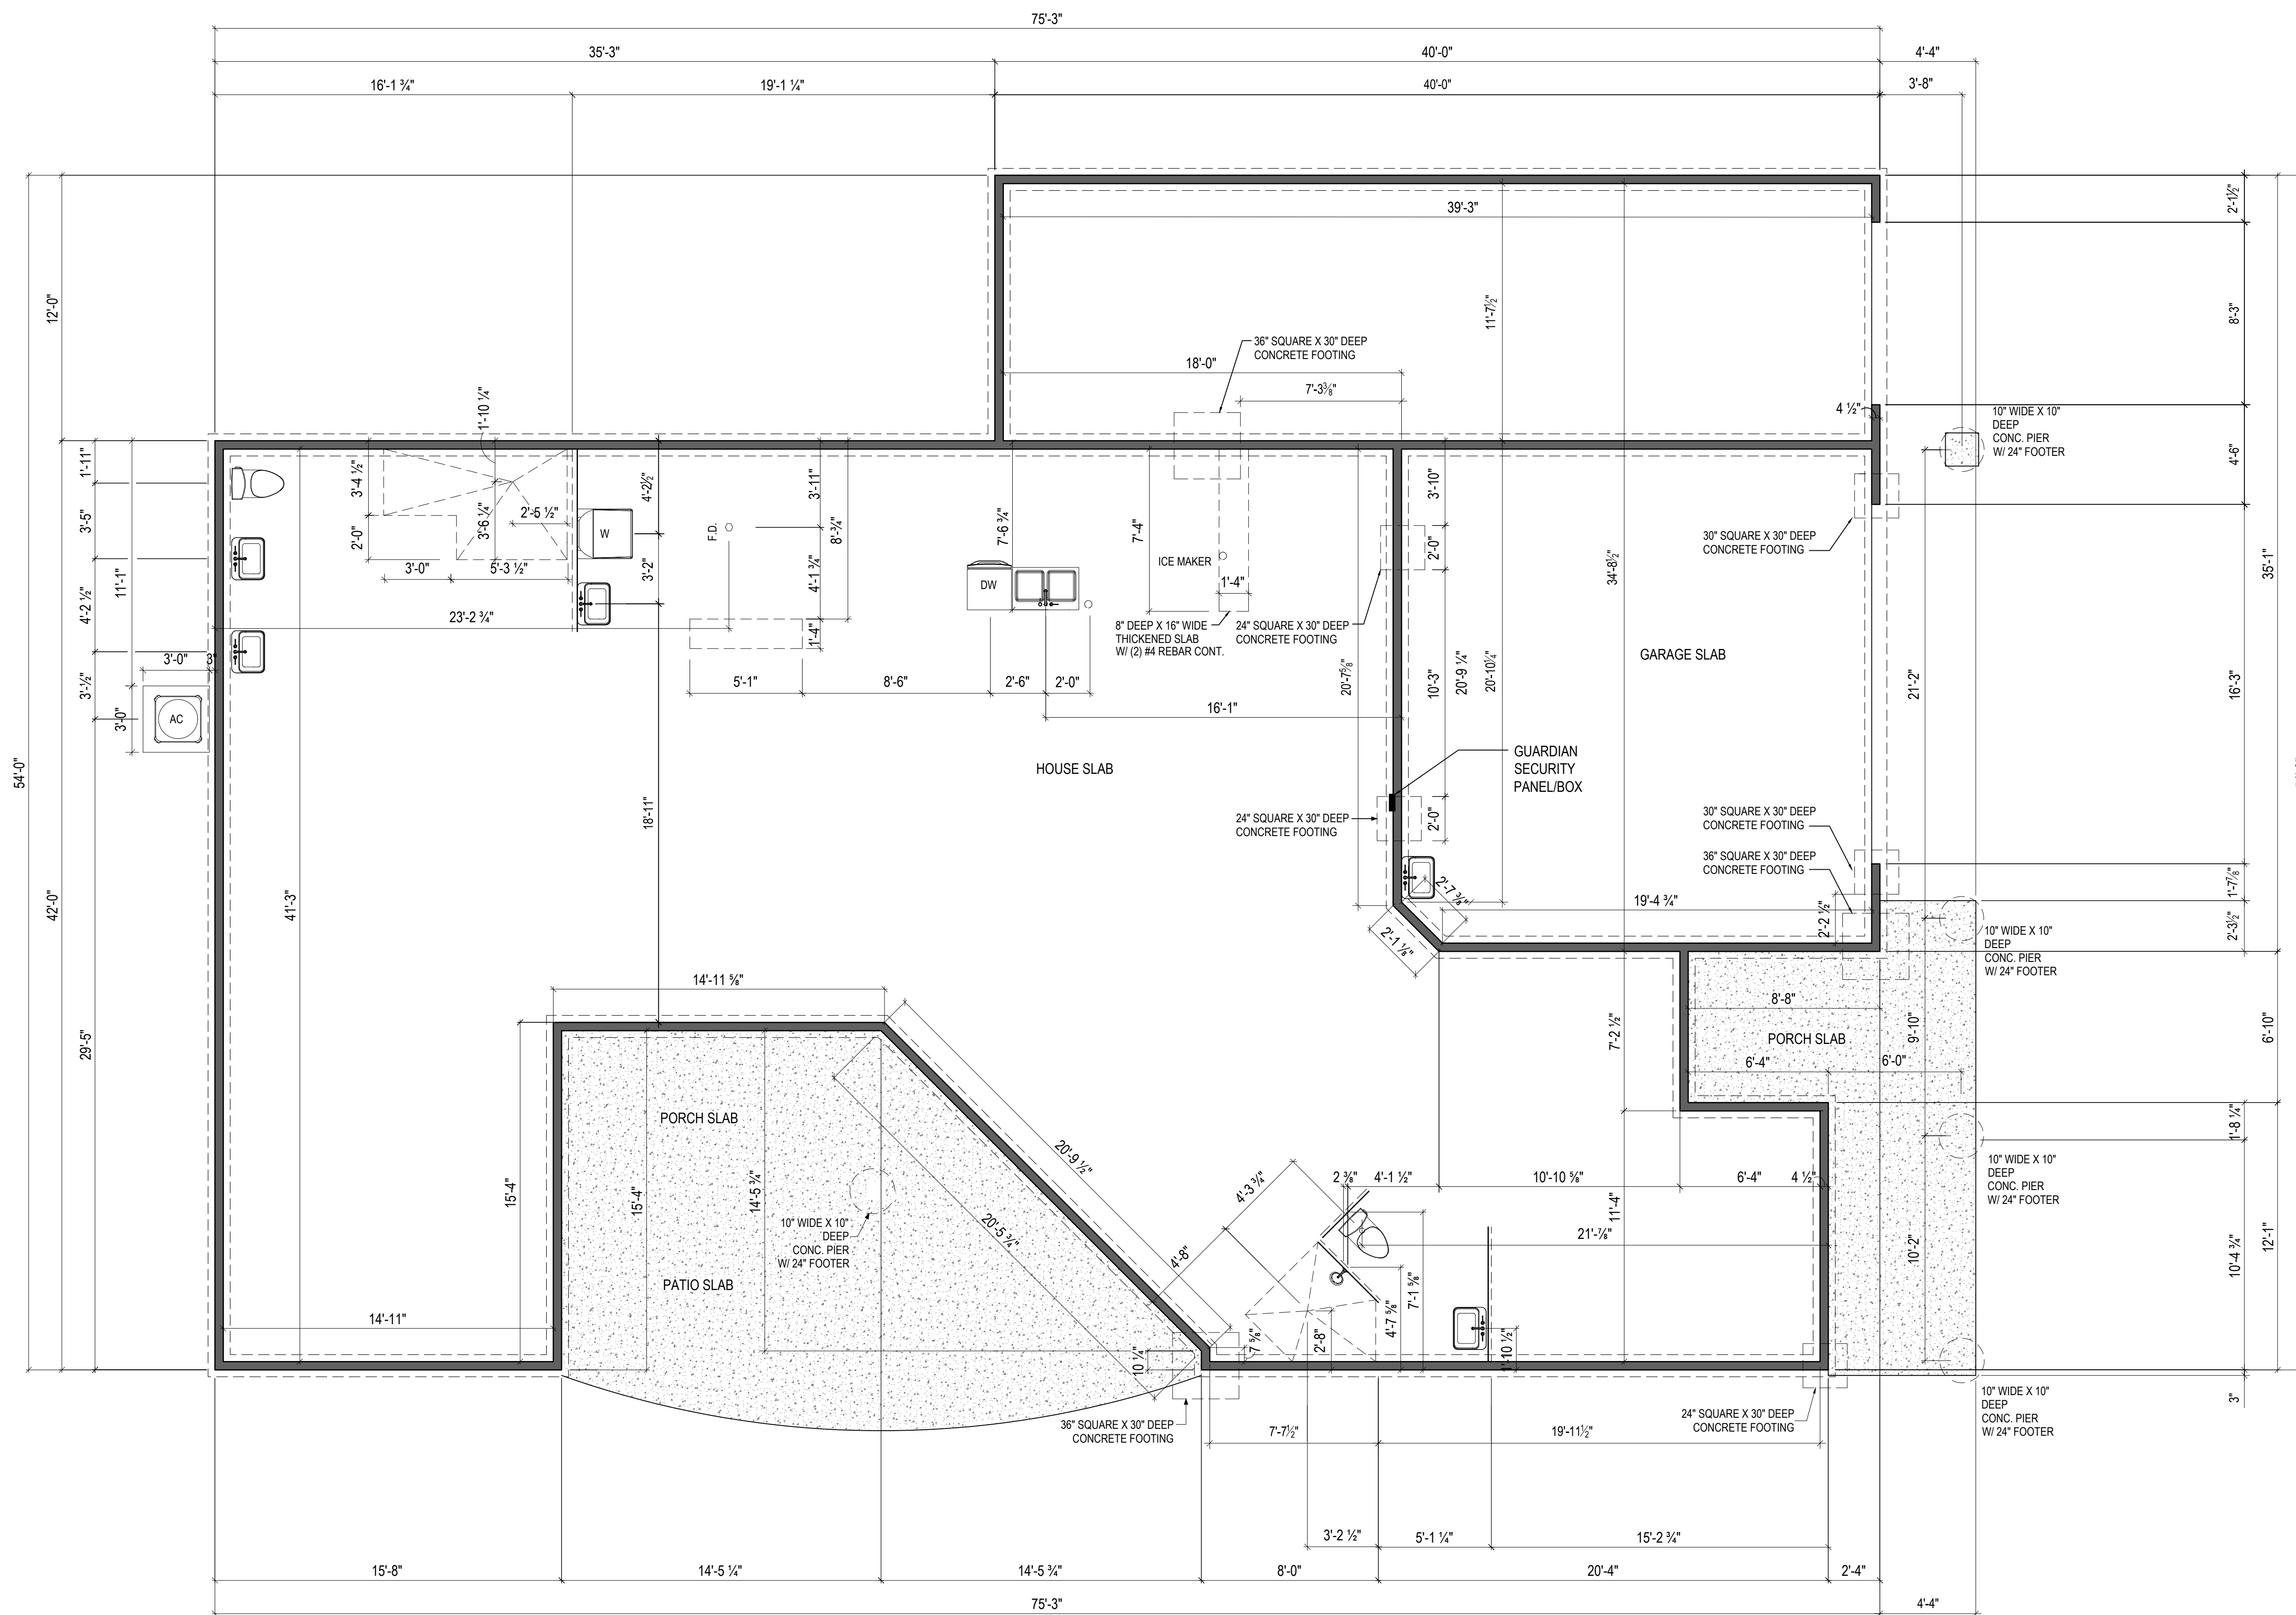 75'-3"
35'-3"
40'-0"
4'-4"
16'-1 ¾"
19'-1 ¼"
40'-0"
3'-8"
12'-0"
54'-0"
42'-0"
1'-11"
3'-5"
4'-2 ½"
3'-½"
29'-5"
11'-1"
3'-0"
3"
3'-0"
AC
41'-3"
23'-2 ¾"
3'-4 ½"
2'-0"
1'-10 ¼"
3'-6 ¼"
2'-5 ½"
3'-0"
5'-3 ½"
W
4'-2½"
3'-2"
18'-11"
F.D.
3'-11"
8'-¾"
4'-1 ¾"
1'-4"
5'-1"
8'-6"
2'-6"
2'-0"
7'-6 ¾"
DW
16'-1"
HOUSE SLAB
39'-3"
11'-7½"
18'-0"
7'-3⅜"
36" SQUARE X 30" DEEP
CONCRETE FOOTING
7'-4"
ICE MAKER
1'-4"
8" DEEP X 16" WIDE
THICKENED SLAB
W/ (2) #4 REBAR CONT.
24" SQUARE X 30" DEEP
CONCRETE FOOTING
24" SQUARE X 30" DEEP
CONCRETE FOOTING
20'-7⅝"
3'-10"
2'-0"
10'-3"
2'-0"
20'-9 ¼"
20'-10¼"
34'-8½"
GUARDIAN
SECURITY
PANEL/BOX
GARAGE SLAB
4 ½"
30" SQUARE X 30" DEEP
CONCRETE FOOTING
30" SQUARE X 30" DEEP
CONCRETE FOOTING
36" SQUARE X 30" DEEP
CONCRETE FOOTING
2'-7 ⅜"
2'-1 ⅛"
19'-4 ¾"
2'-2 ½"
10" WIDE X 10"
DEEP
CONC. PIER
W/ 24" FOOTER
21'-2"
2'-1½"
8'-3"
4'-6"
16'-3"
1'-7⅞"
2'-3½"
35'-1"
6'-10"
12'-1"
1'-8 ¼"
10'-4 ¾"
3"
10" WIDE X 10"
DEEP
CONC. PIER
W/ 24" FOOTER
8'-8"
PORCH SLAB
6'-4"
6'-0"
9'-10"
10'-2"
10" WIDE X 10"
DEEP
CONC. PIER
W/ 24" FOOTER
10" WIDE X 10"
DEEP
CONC. PIER
W/ 24" FOOTER
14'-11 ⅝"
15'-4"
15'-4"
14'-5 ¾"
14'-11"
PORCH SLAB
PATIO SLAB
10" WIDE X 10"
DEEP
CONC. PIER
W/ 24" FOOTER
20'-9 ½"
20'-5 ¾"
4'-8"
4'-3 ¾"
2 ⅜"
4'-1 ½"
10'-10 ⅝"
6'-4"
4 ½"
7'-2 ½"
11'-4"
21'-⅞"
7'-1 ⅝"
4'-7 ⅝"
2'-8"
7 ⅝"
10 ¼"
1'-10 ½"
36" SQUARE X 30" DEEP
CONCRETE FOOTING
24" SQUARE X 30" DEEP
CONCRETE FOOTING
7'-7½"
19'-11½"
3'-2 ½"
5'-1 ¼"
15'-2 ¾"
15'-8"
14'-5 ¼"
14'-5 ¾"
8'-0"
20'-4"
2'-4"
75'-3"
4'-4"